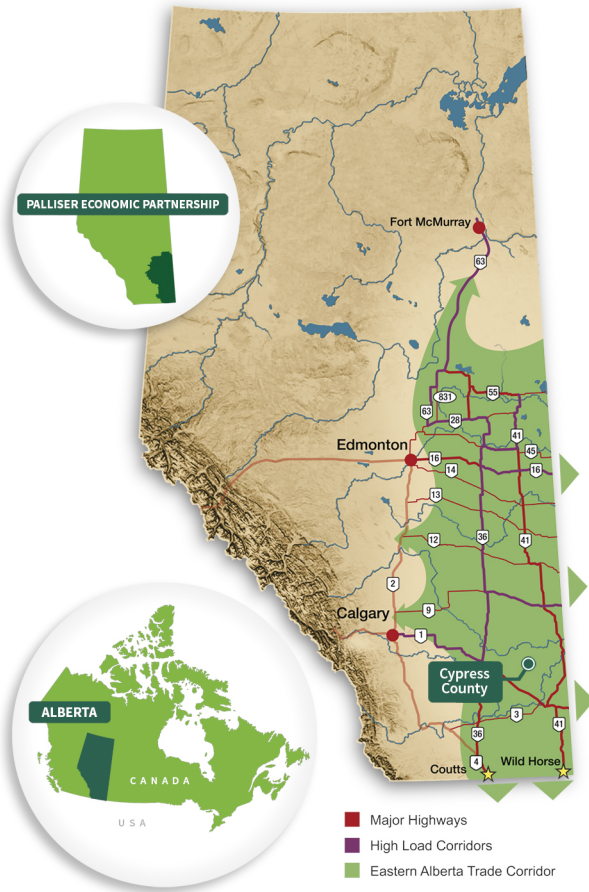 PALLISER ECONOMIC PARTNERSHIP
Fort McMurray
63
55
831
63
28
41
45
Edmonton
16
16
14
13
36
12
41
2
9
Calgary
1
Cypress
County
3
41
36
4
Coutts
Wild Horse
ALBERTA
CANADA
USA
Major Highways
High Load Corridors
Eastern Alberta Trade Corridor